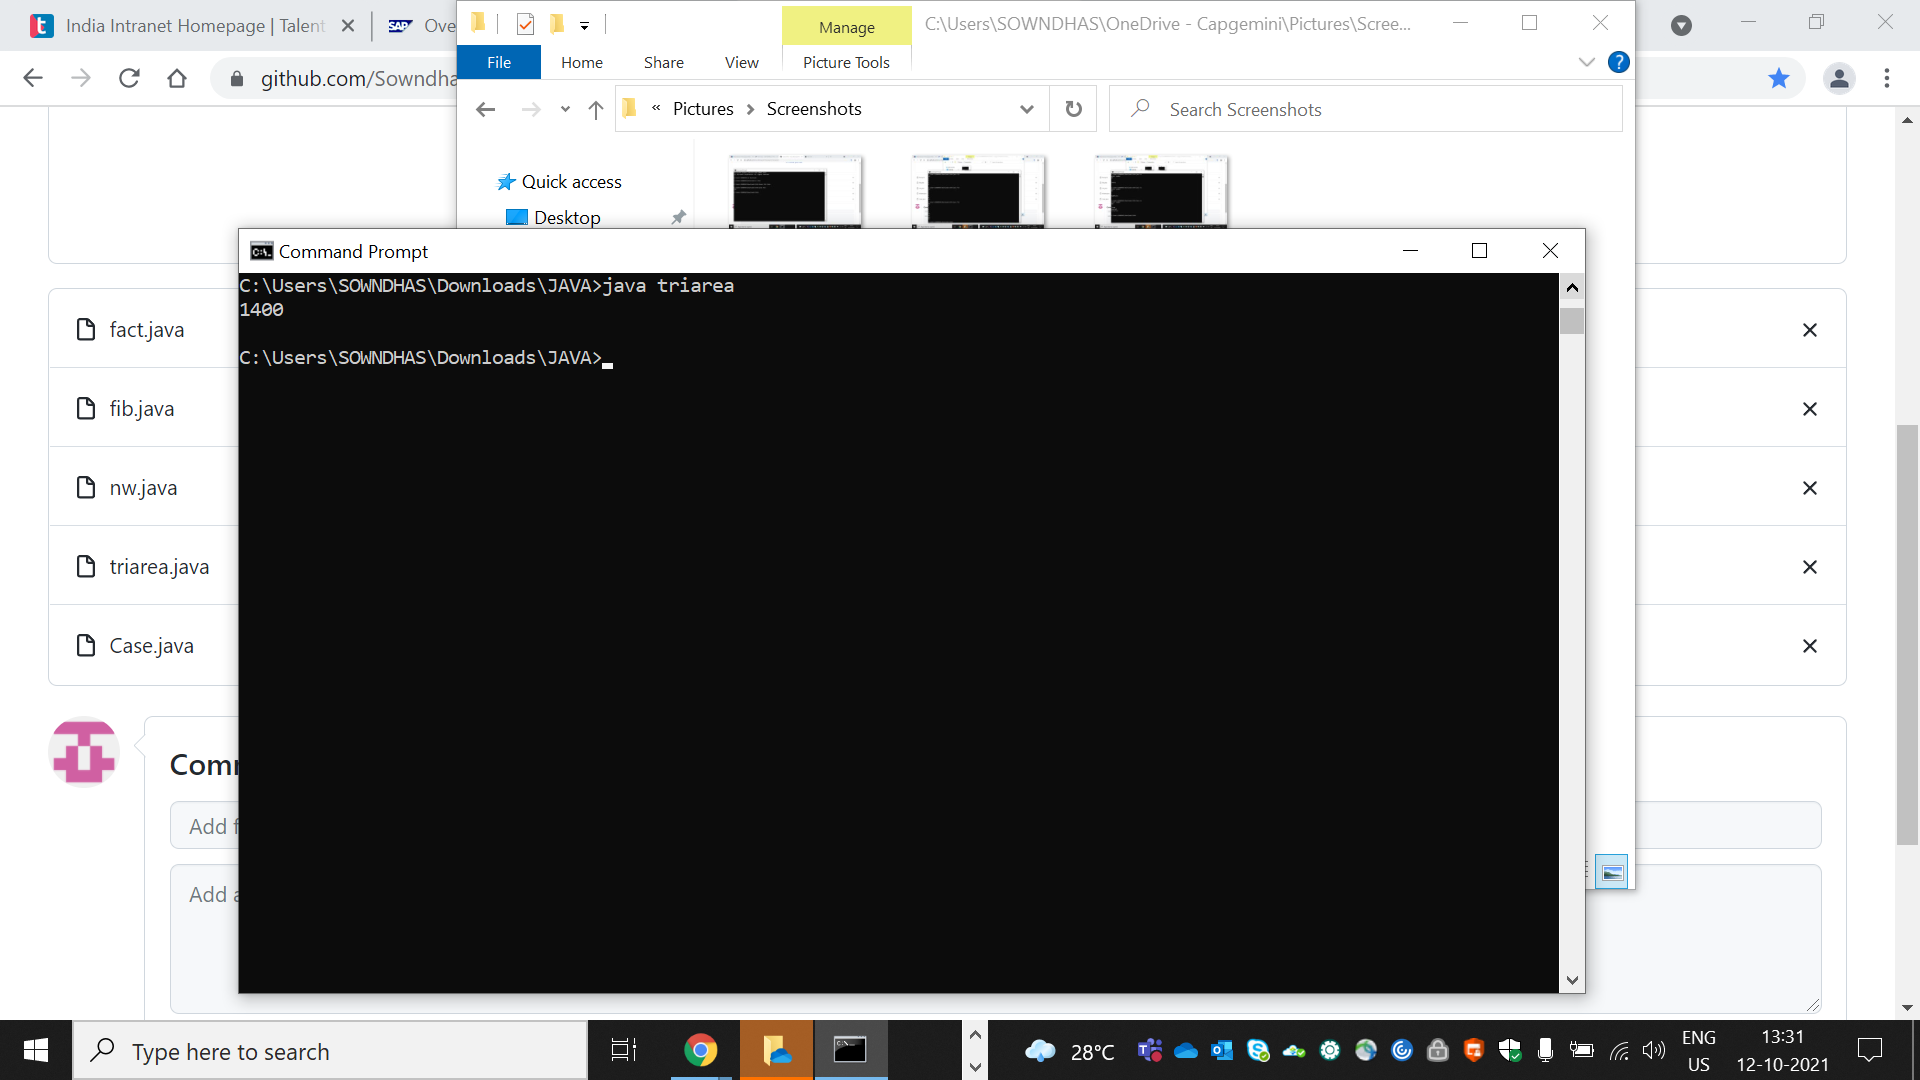 India Intranet Homepage | Talent
SAP
Ove
github.com/Sowndha
Manage
C:\Users\SOWNDHAS\OneDrive - Capgemini\Pictures\Scree...
File
Home
Share
View
Picture Tools
?
« Pictures > Screenshots
Search Screenshots
Quick access
Desktop
Command Prompt
C:\Users\SOWNDHAS\Downloads\JAVA>java triarea
1400
C:\Users\SOWNDHAS\Downloads\JAVA>
fact.java
fib.java
nw.java
triarea.java
Case.java
Com
Add f
Add a
Type here to search
28°C
ENG
US
13:31
12-10-2021